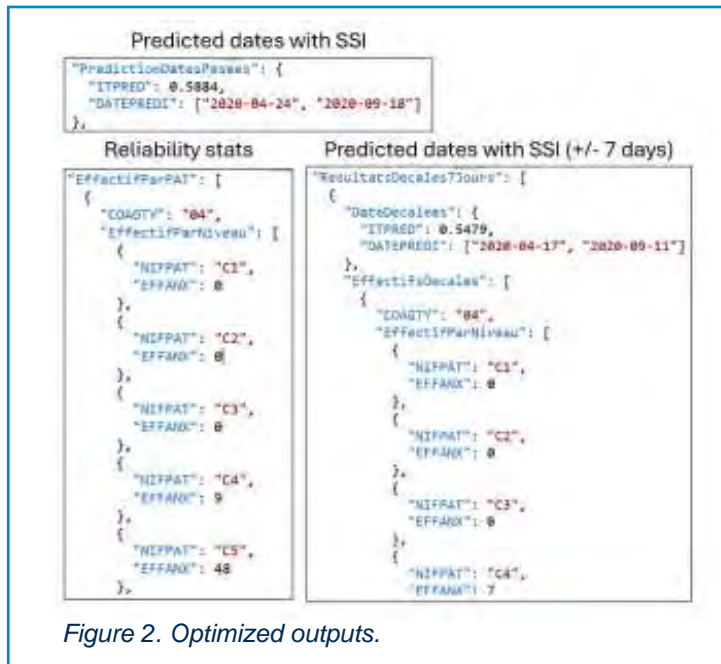 Predicted dates with SSI
"PredictionDatesPassees": {
"ITPRED": 0.5884,
"DATEPREDI": ["2020-04-24", "2020-09-18"]
},
Reliability stats
"EffectifParPAT": [
{
"COAGTY": "04",
"EffectifParNiveau": [
{
"NIFPAT": "C1",
"EFFANX": 0
},
{
"NIFPAT": "C2",
"EFFANX": 0
},
{
"NIFPAT": "C3",
"EFFANX": 0
},
{
"NIFPAT": "C4",
"EFFANX": 9
},
{
"NIFPAT": "C5",
"EFFANX": 48
},
Predicted dates with SSI (+/- 7 days)
"ResultatsDecales7Jours": [
{
"DateDecalees": {
"ITPRED": 0.5479,
"DATEPREDI": ["2020-04-17", "2020-09-11"]
},
"EffectifsDecales": [
{
"COAGTY": "04",
"EffectifParNiveau": [
{
"NIFPAT": "C1",
"EFFANX": 0
},
{
"NIFPAT": "C2",
"EFFANX": 0
},
{
"NIFPAT": "C3",
"EFFANX": 0
},
{
"NIFPAT": "C4",
"EFFANX": 7
Figure 2. Optimized outputs.